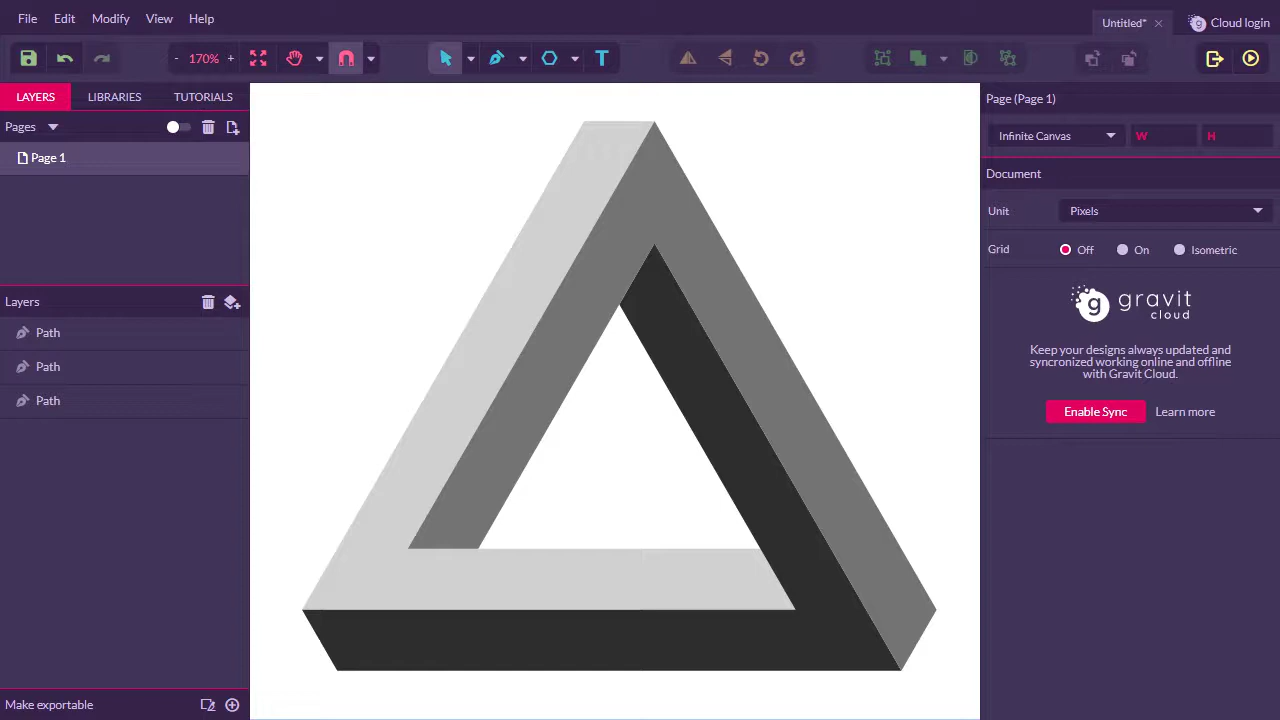 File Edit Modify View Help
Untitled*
Cloud login
- 170% +
T
LAYERS LIBRARIES TUTORIALS
Page (Page 1)
Pages
Infinite Canvas W H
Page 1
Document
Unit Pixels
Grid Off On Isometric
g gravit
cloud
Layers
Path
Path
Path
Keep your designs always updated and
syncronized working online and offline
with Gravit Cloud.
Enable Sync Learn more
Make exportable